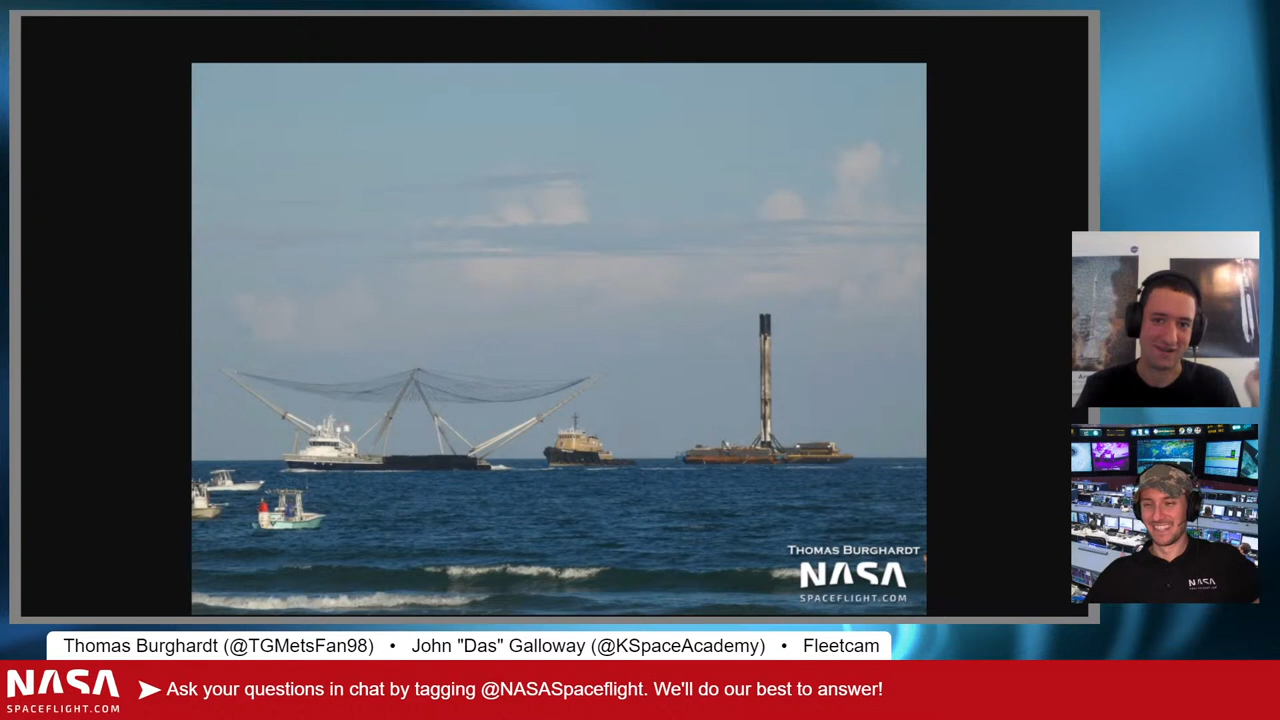 THOMAS BURGHARDT
NASA
SPACEFLIGHT.COM
NASA
Thomas Burghardt (@TGMetsFan98) • John "Das" Galloway (@KSpaceAcademy) • Fleetcam
NASA
SPACEFLIGHT.COM
Ask your questions in chat by tagging @NASASpaceflight. We'll do our best to answer!